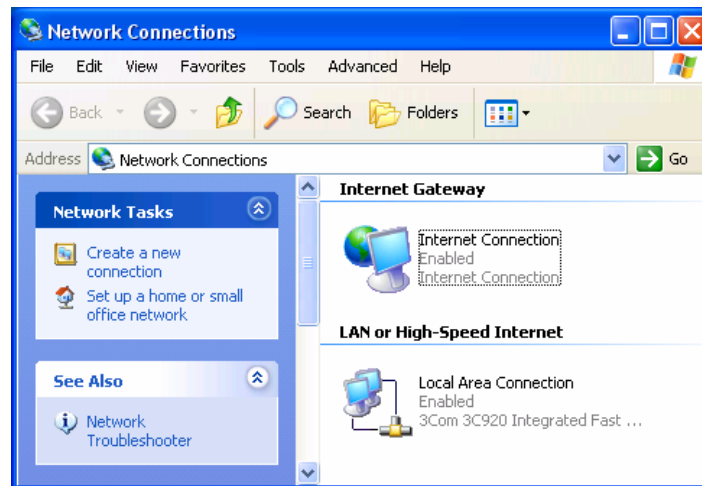 Network Connections
File Edit View Favorites Tools Advanced Help
Back Search Folders
Address Network Connections Go
Network Tasks
Create a new
connection
Set up a home or small
office network
See Also
Network
Troubleshooter
Internet Gateway
Internet Connection
Enabled
Internet Connection
LAN or High-Speed Internet
Local Area Connection
Enabled
3Com 3C920 Integrated Fast ...